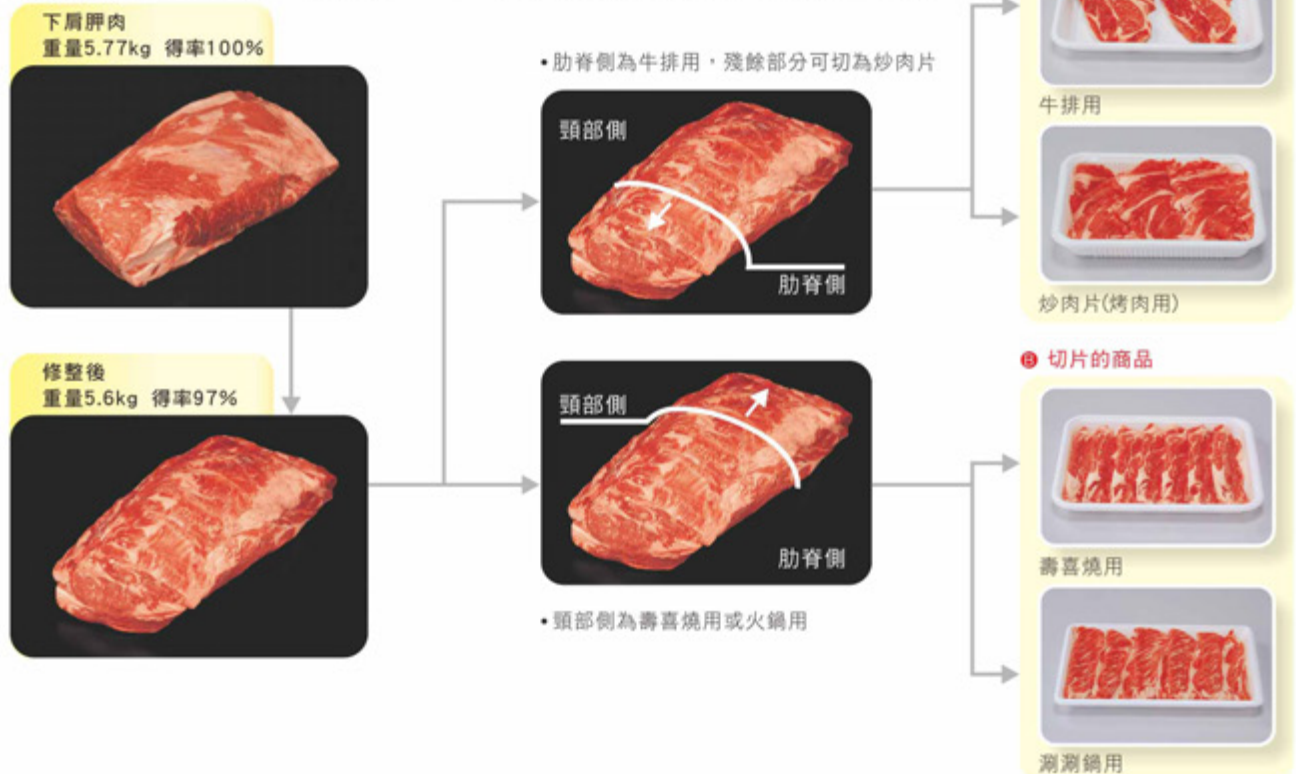 下肩胛肉
重量5.77kg 得率100%
•肋脊側為牛排用，殘餘部分可切為炒肉片
頸部側
肋脊側
牛排用
炒肉片(烤肉用)
修整後
重量5.6kg 得率97%
頸部側
肋脊側
•頸部側為壽喜燒用或火鍋用
B 切片的商品
壽喜燒用
涮涮鍋用